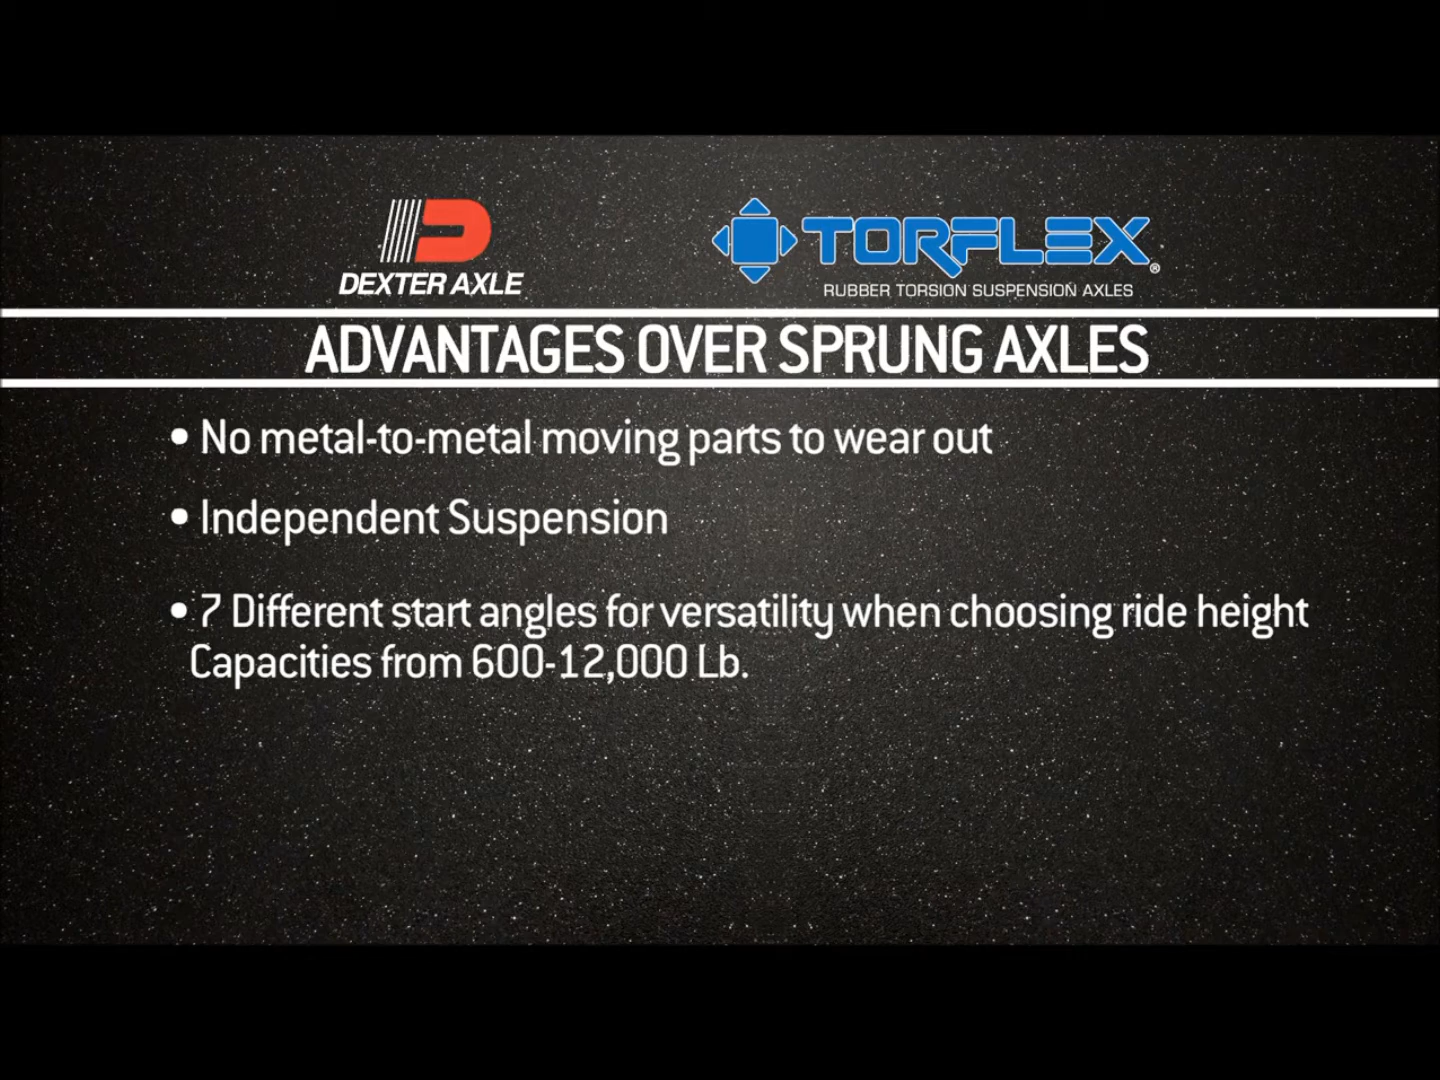 DEXTER AXLE
TORFLEX®
RUBBER TORSION SUSPENSION AXLES
ADVANTAGES OVER SPRUNG AXLES
• No metal-to-metal moving parts to wear out
• Independent Suspension
• 7 Different start angles for versatility when choosing ride height
Capacities from 600-12,000 Lb.